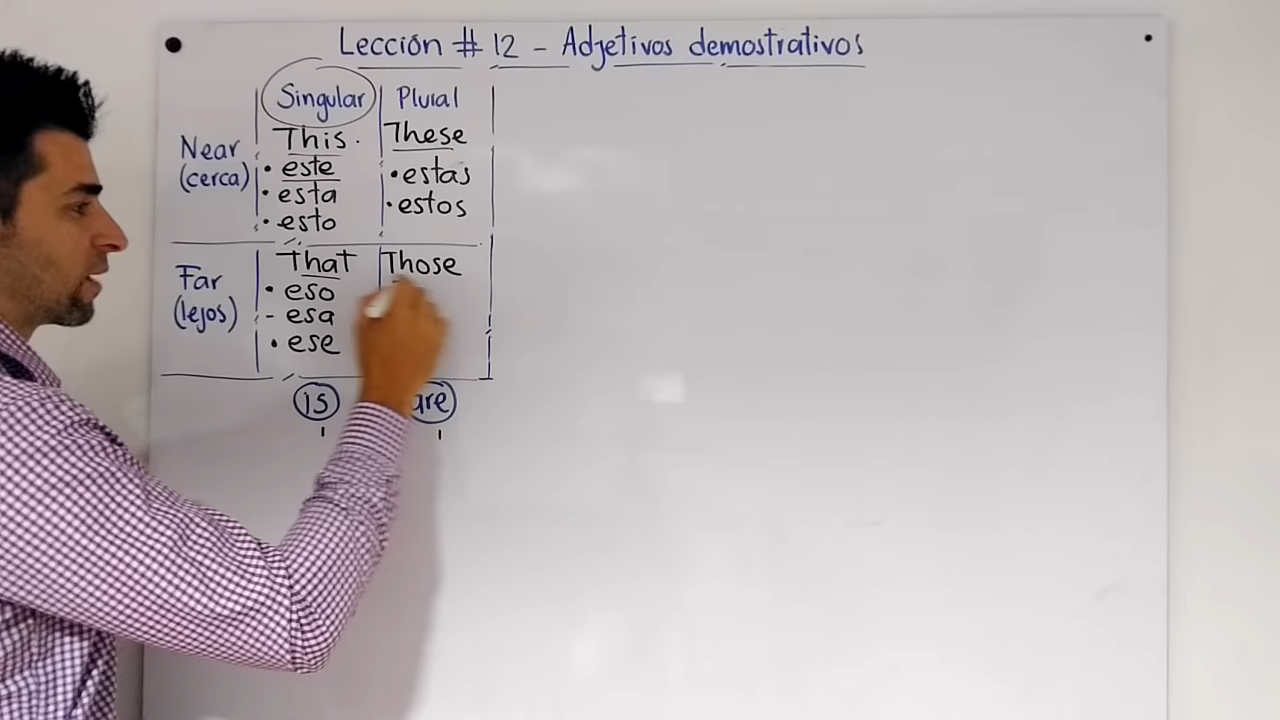 Lección # 12 - Adjetivos demostrativos
Singular Plural
Near (cerca)
This.
• este
• esta
• esto
These
• estas
• estos
Far (lejos)
That
• eso
- esa
• ese
Those
is are